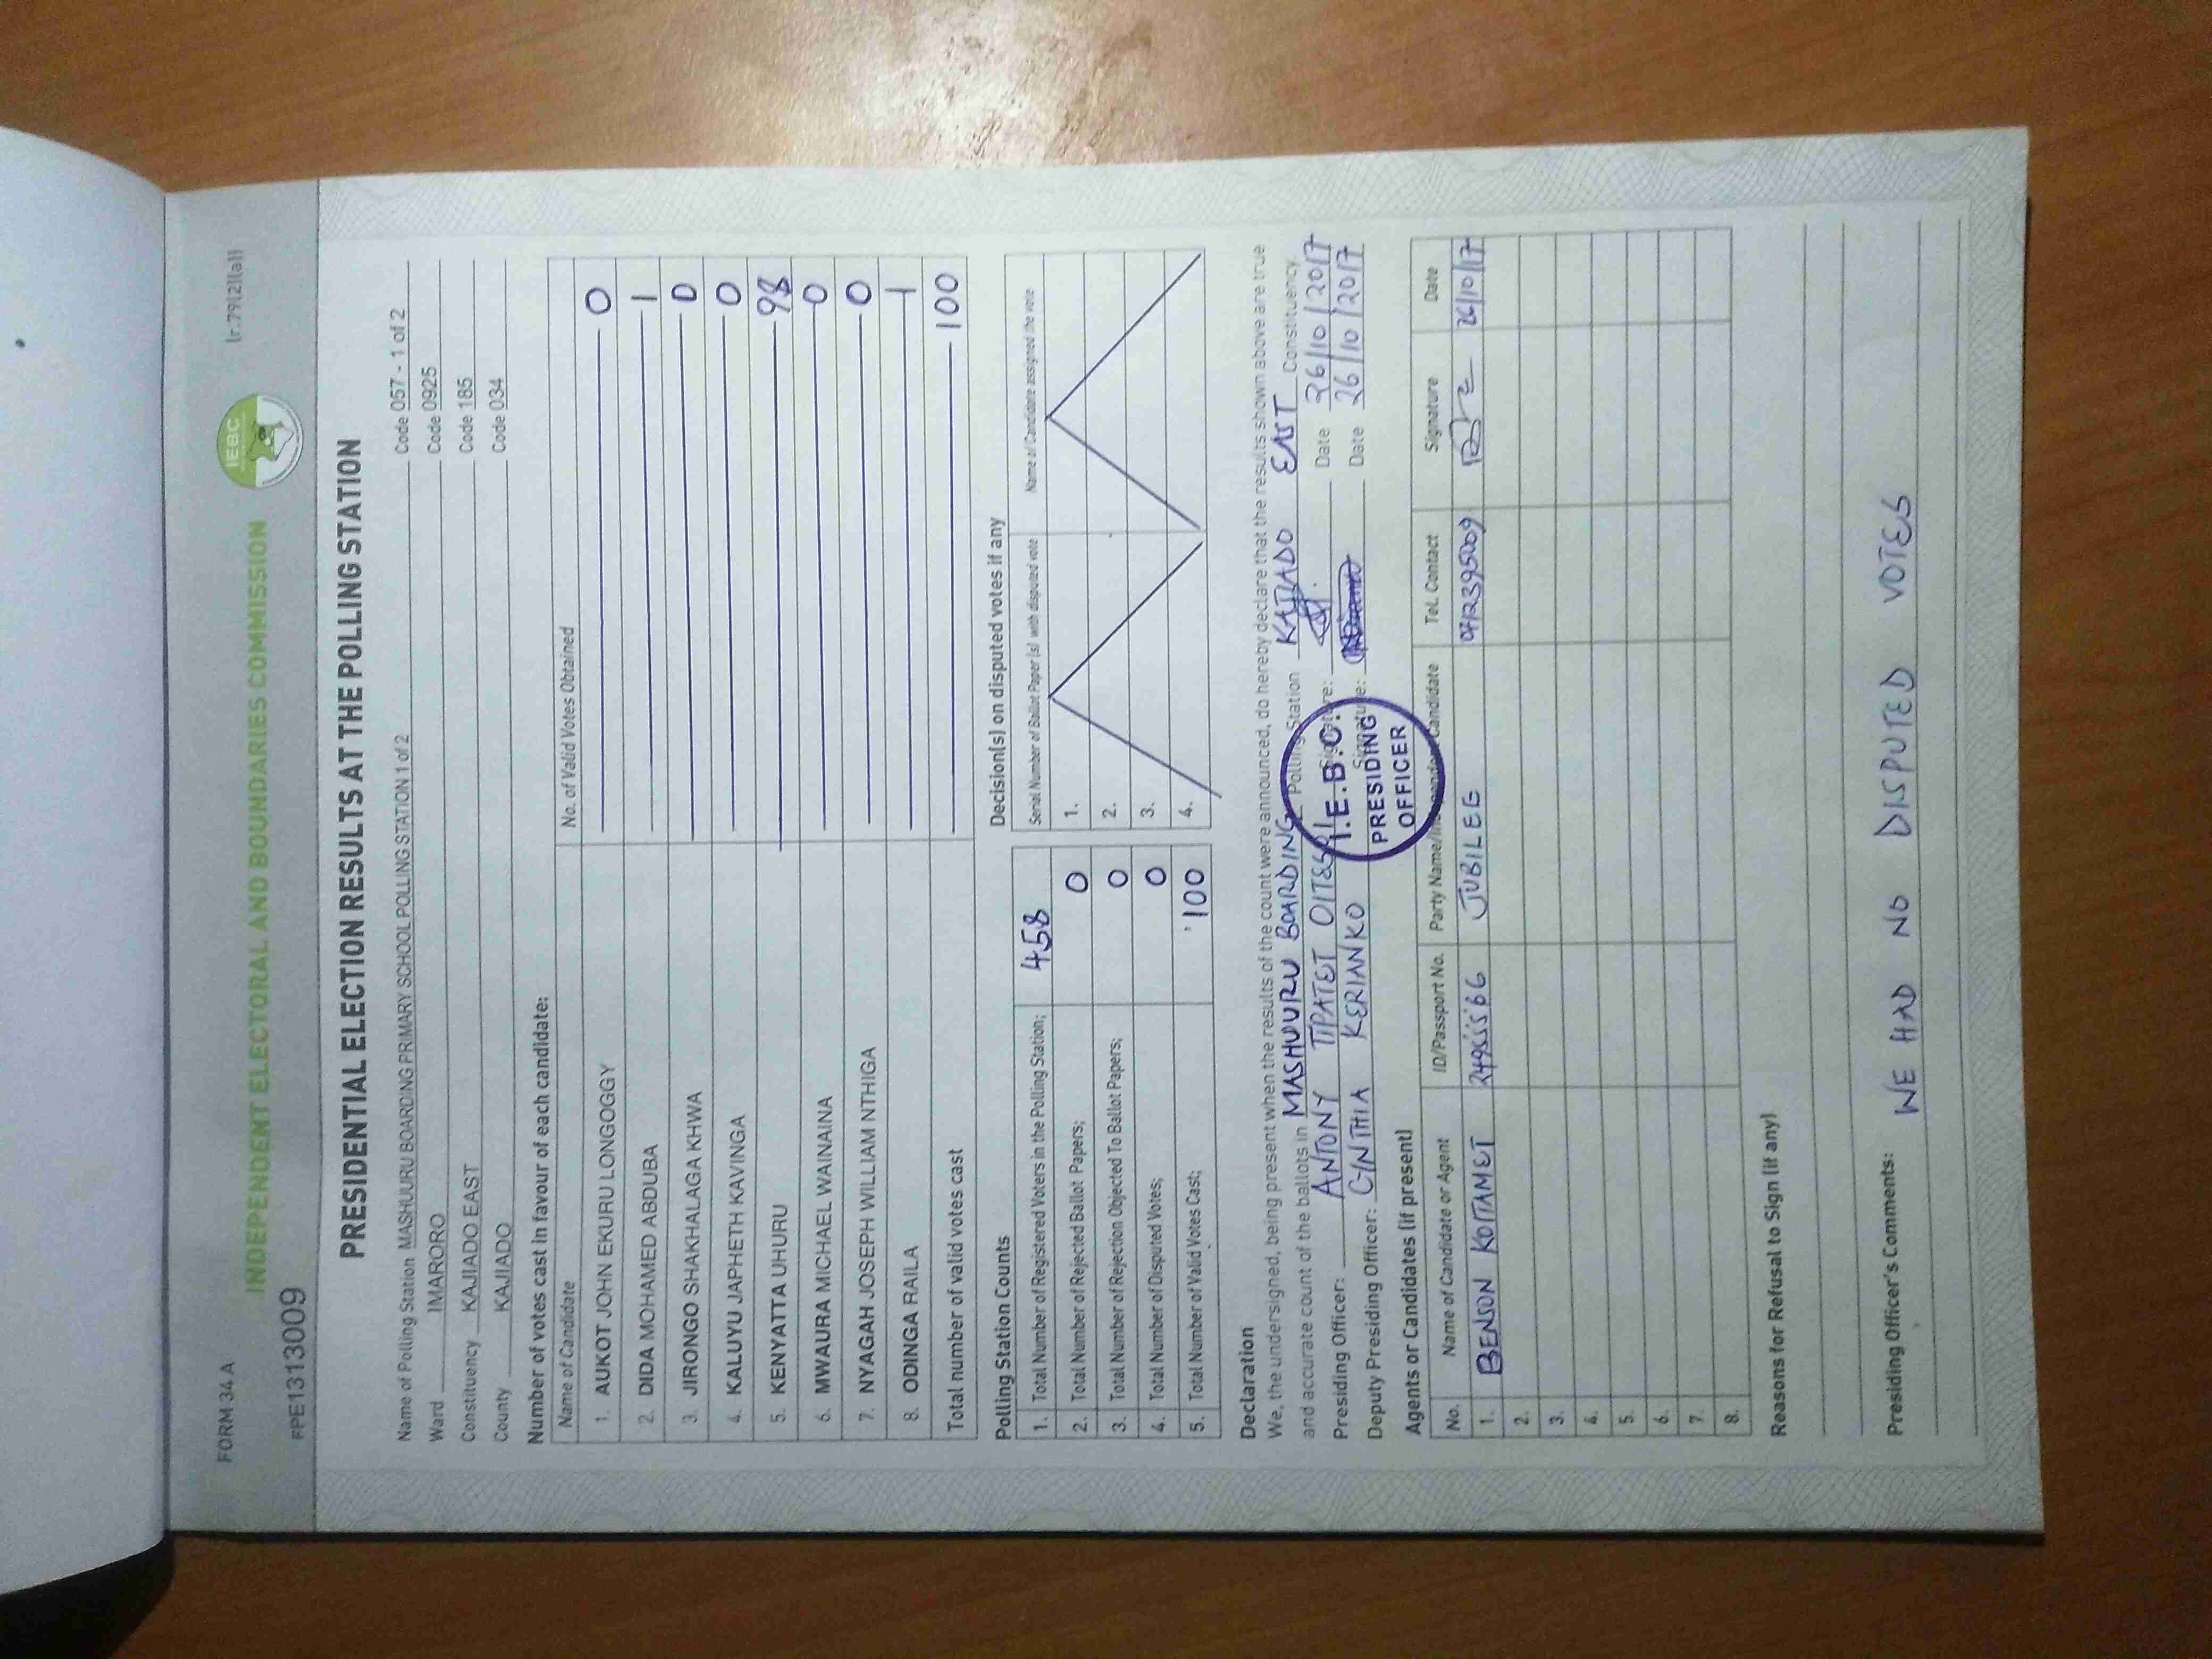 FORM 34 A
(r.79(2)(a))
INDEPENDENT ELECTORAL AND BOUNDARIES COMMISSION
IEBC
FPE1313009
PRESIDENTIAL ELECTION RESULTS AT THE POLLING STATION
Name of Polling Station MASHUURU BOARDING PRIMARY SCHOOL POLLING STATION 1 of 2 Code 057 - 1 of 2
Ward IMARORO Code 0925
Constituency KAJIADO EAST Code 185
County KAJIADO Code 034
Number of votes cast in favour of each candidate:
Name of Candidate No. of Valid Votes Obtained
1. AUKOT JOHN EKURU LONGOGGY 0
2. DIDA MOHAMED ABDUBA 1
3. JIRONGO SHAKHALAGA KHWA 0
4. KALUYU JAPHETH KAVINGA 0
5. KENYATTA UHURU 98
6. MWAURA MICHAEL WAINAINA 0
7. NYAGAH JOSEPH WILLIAM NTHIGA 0
8. ODINGA RAILA 1
Total number of valid votes cast 100
Polling Station Counts
1. Total Number of Registered Voters in the Polling Station; 458
2. Total Number of Rejected Ballot Papers; 0
3. Total Number of Rejection Objected To Ballot Papers; 0
4. Total Number of Disputed Votes; 0
5. Total Number of Valid Votes Cast; 100
Decision(s) on disputed votes if any
Serial Number of Ballot Paper (s) with disputed vote Name of Candidate assigned the vote
1.
2.
3.
4.
Declaration
We, the undersigned, being present when the results of the count were announced, do hereby declare that the results shown above are true
and accurate count of the ballots in MASHUURU BOARDING Polling Station KAJIADO EAST Constituency
Presiding Officer: ANTONY TIPATET Signature: Date 26/10/2017
Deputy Presiding Officer: CINTHIA KERIANKO Signature: Date 26/10/2017
I.E.B.C.
PRESIDING
OFFICER
Agents or Candidates (if present)
No. Name of Candidate or Agent ID/Passport No. Party Name/Independent Candidate Tel. Contact Signature Date
1. BENSON JUBILEE 26/10/17
2.
3.
4.
5.
6.
7.
8.
Reasons for Refusal to Sign (if any)
Presiding Officer's Comments:
WE HAD NO DISPUTED VOTES